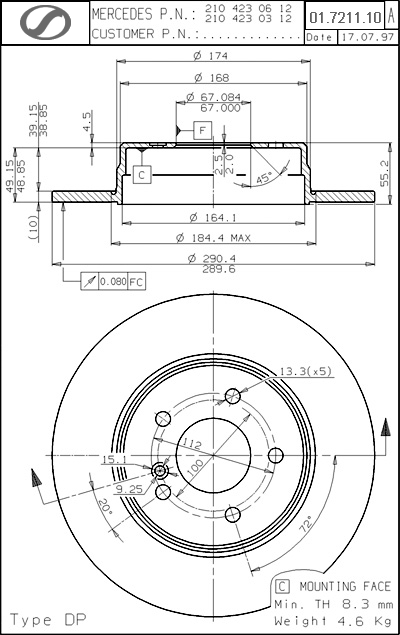 MERCEDES P.N.: 210 423 06 12
210 423 03 12
CUSTOMER P.N.:..............
01.7211.10 A
Date 17.07.97
Ø 174
Ø 168
Ø 67.084
67.000
39.15
38.85
4.5
F
49.15
48.85
C
2.5
2.0
45°
55.2
(10)
Ø 164.1
Ø 184.4 MAX
Ø 290.4
289.6
0.080 FC
13.3(x5)
112
100
15.1
9.25
20°
72°
C MOUNTING FACE
Min. TH 8.3 mm
Weight 4.6 Kg
Type DP